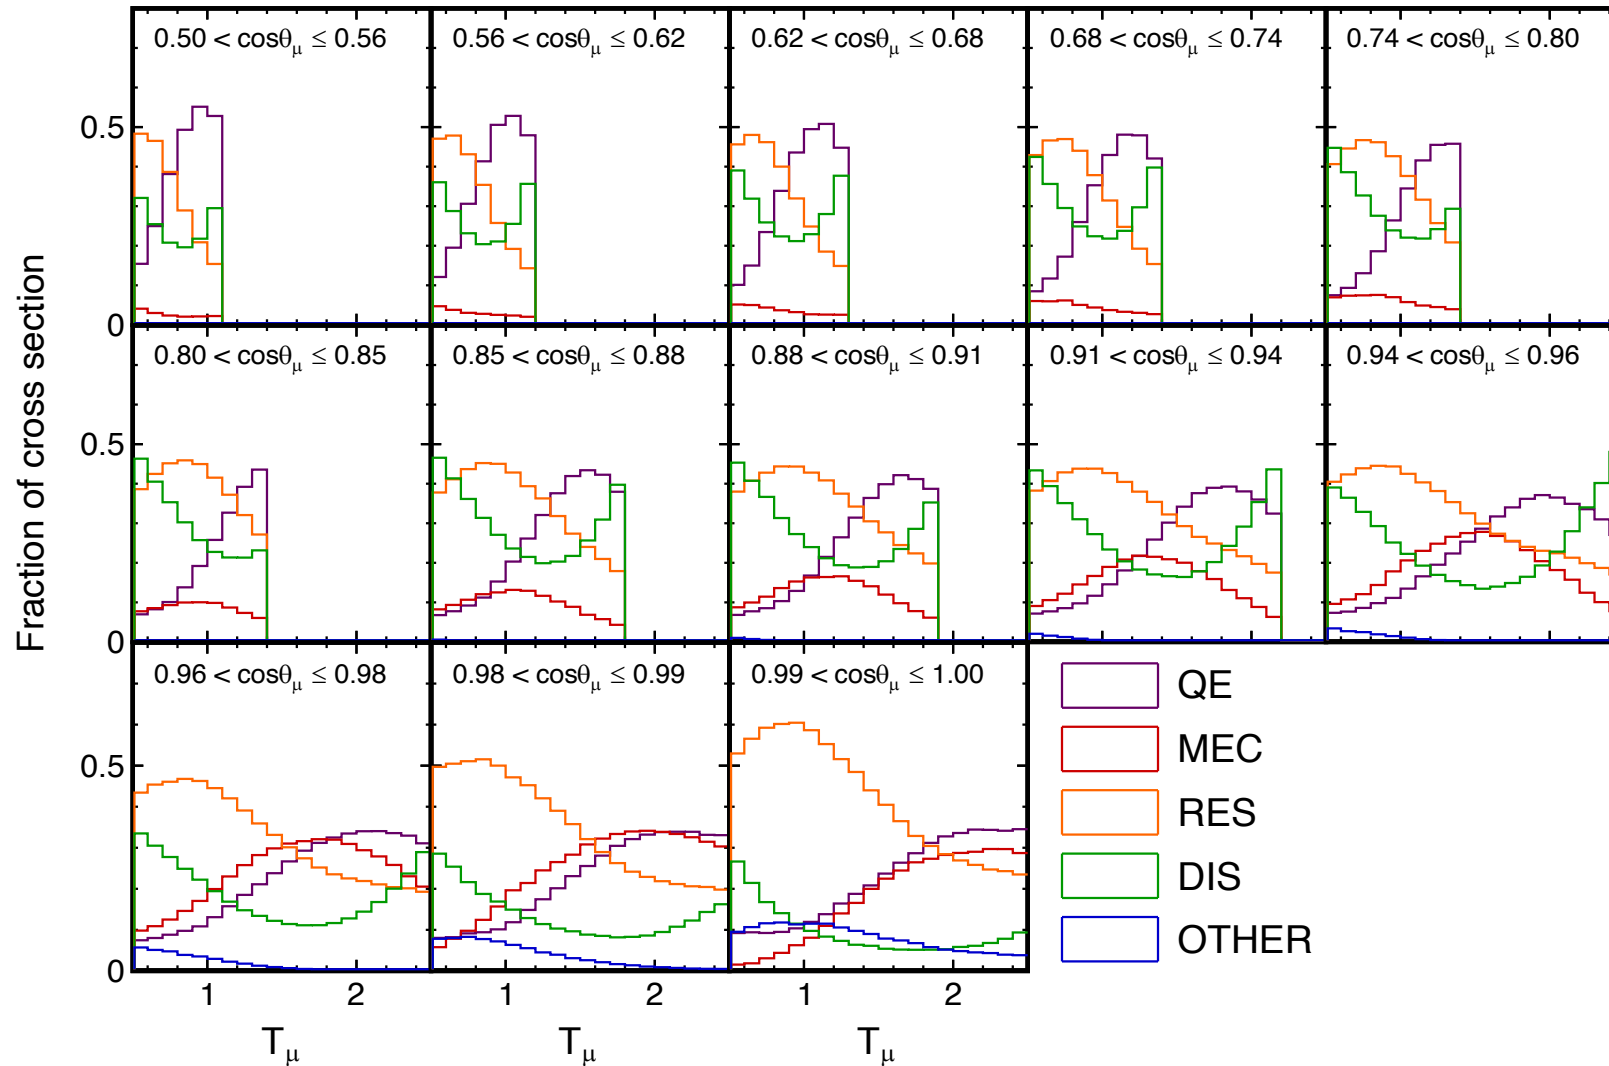 0.50 < cosθμ ≤ 0.56
0.56 < cosθμ ≤ 0.62
0.62 < cosθμ ≤ 0.68
0.68 < cosθμ ≤ 0.74
0.74 < cosθμ ≤ 0.80
0.5
0
Fraction of cross section
0.80 < cosθμ ≤ 0.85
0.85 < cosθμ ≤ 0.88
0.88 < cosθμ ≤ 0.91
0.91 < cosθμ ≤ 0.94
0.94 < cosθμ ≤ 0.96
0.5
0
0.96 < cosθμ ≤ 0.98
0.98 < cosθμ ≤ 0.99
0.99 < cosθμ ≤ 1.00
0.5
0
QE
MEC
RES
DIS
OTHER
1 2
1 2
1 2
Tμ
Tμ
Tμ